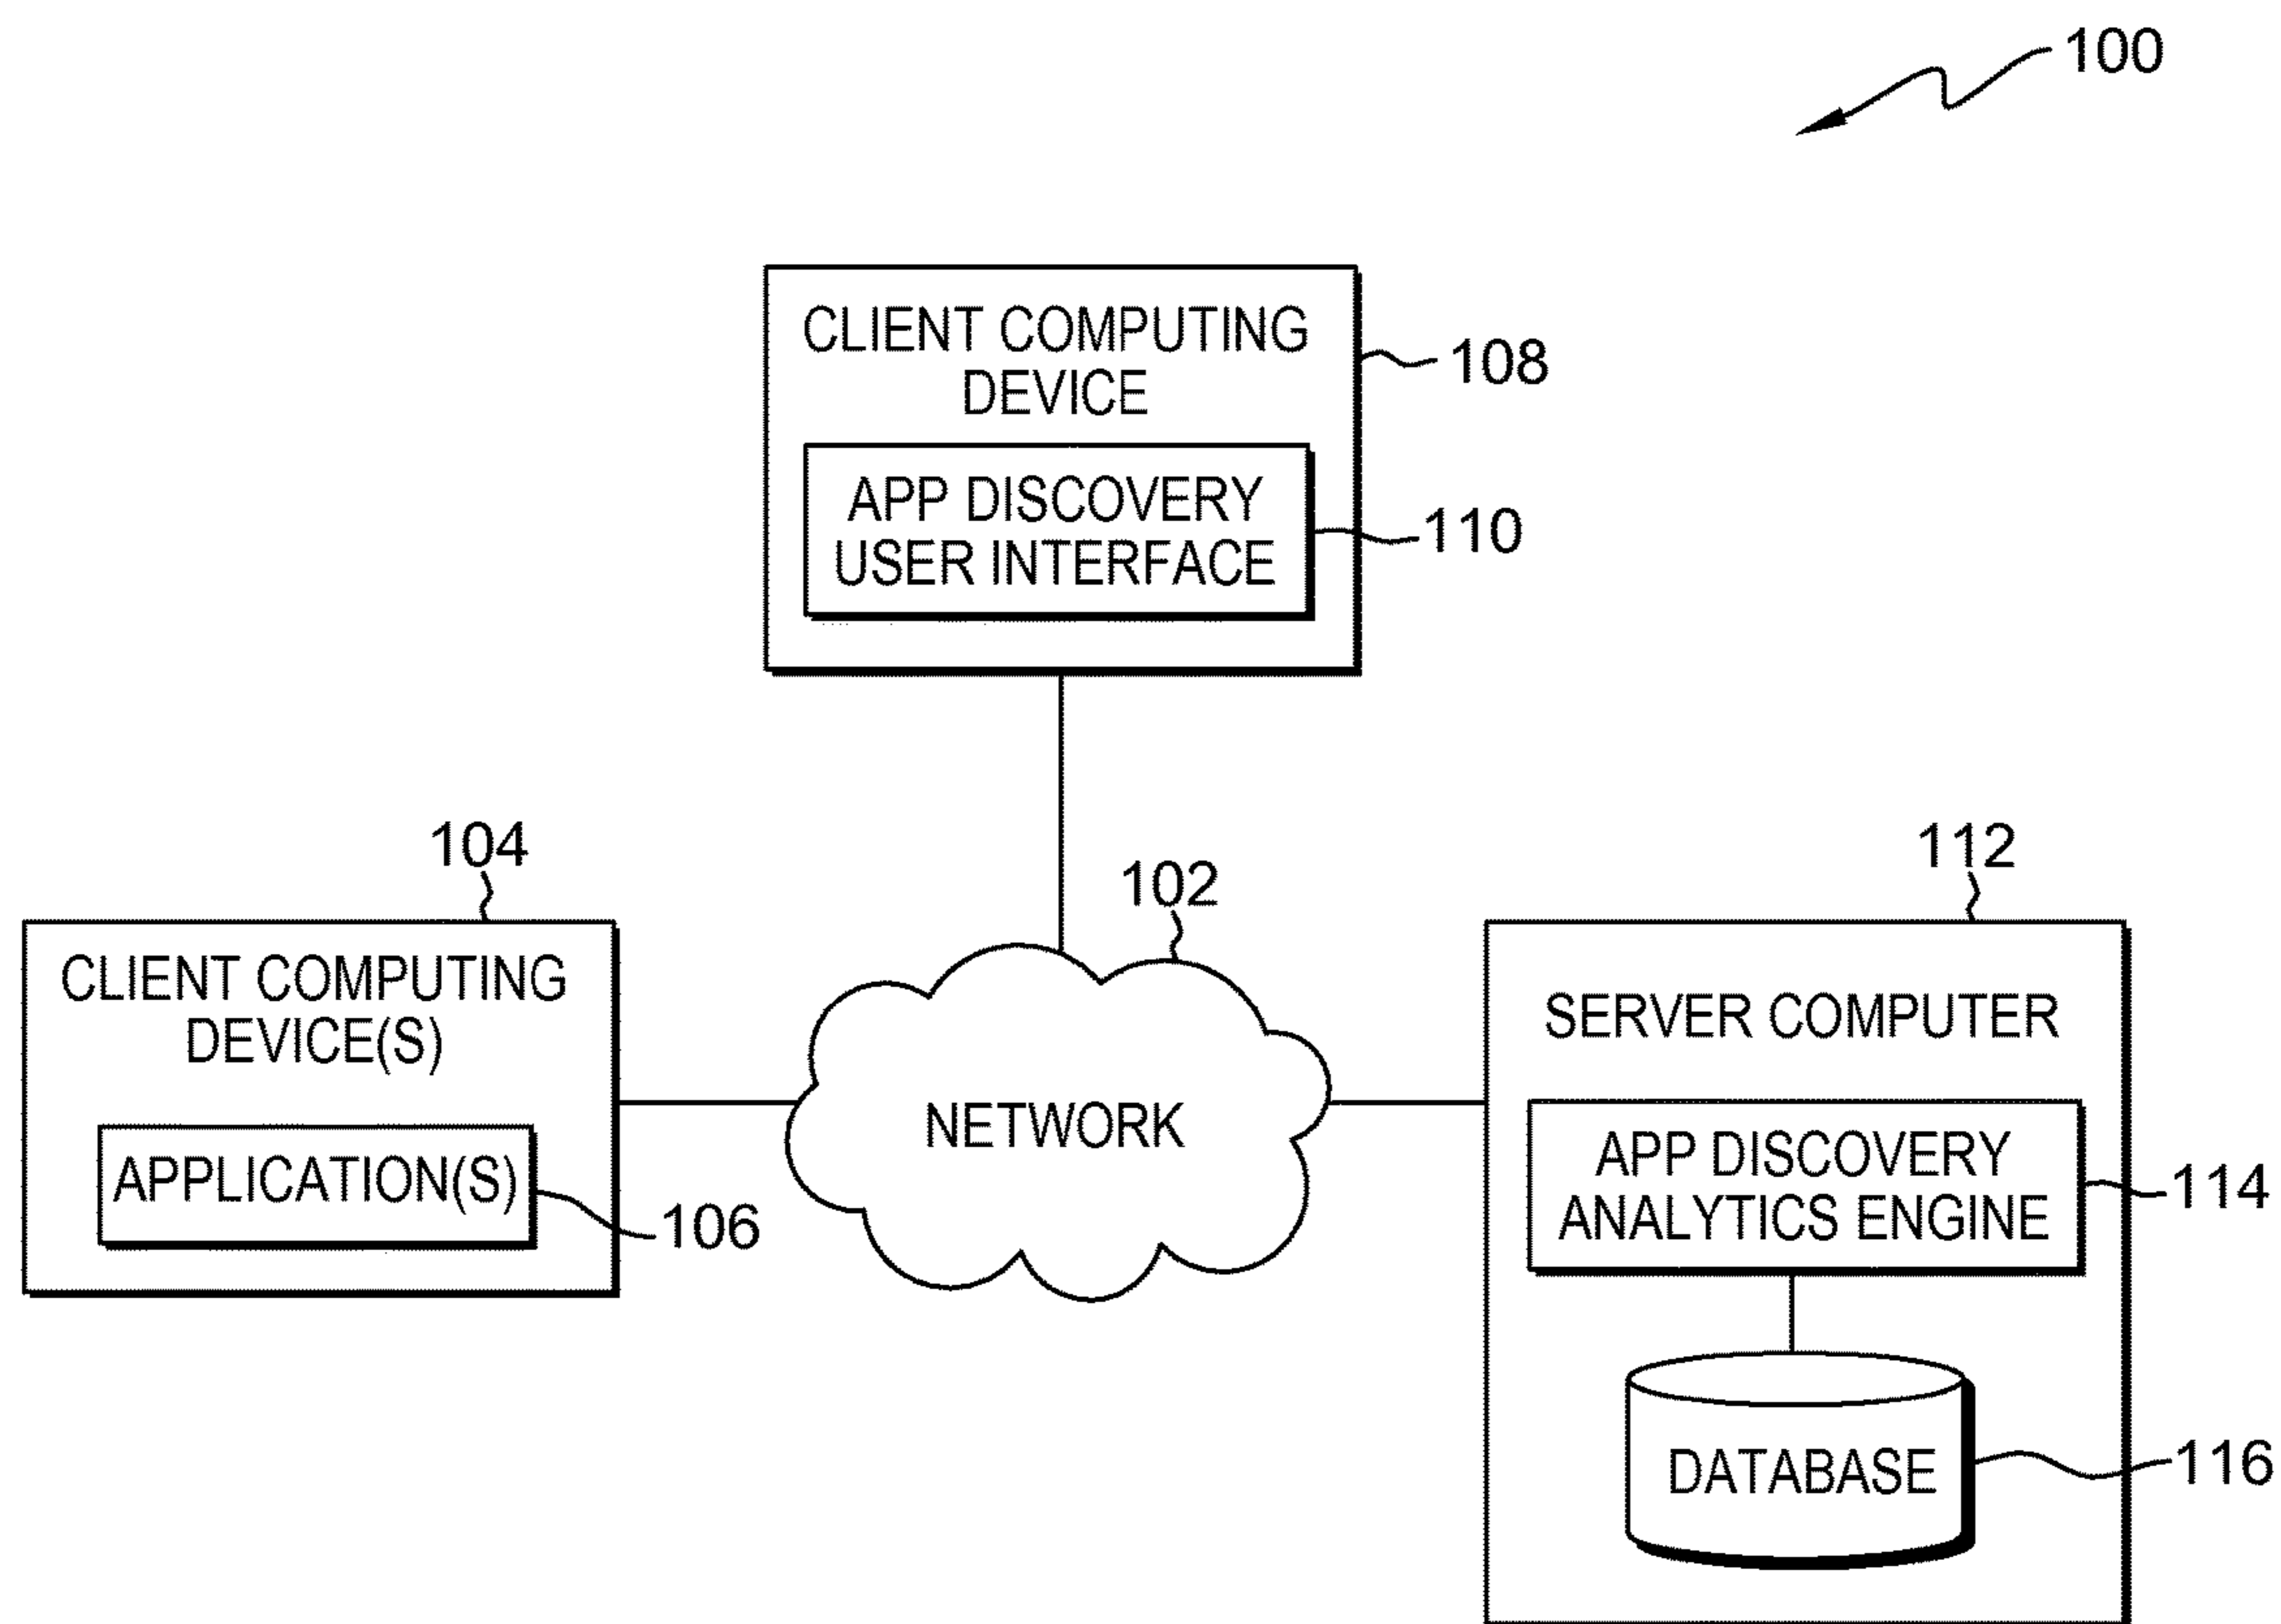 100
CLIENT COMPUTING
DEVICE
108
APP DISCOVERY
USER INTERFACE
110
104
102
112
CLIENT COMPUTING
DEVICE(S)
APPLICATION(S)
106
NETWORK
SERVER COMPUTER
APP DISCOVERY
ANALYTICS ENGINE
114
DATABASE
116